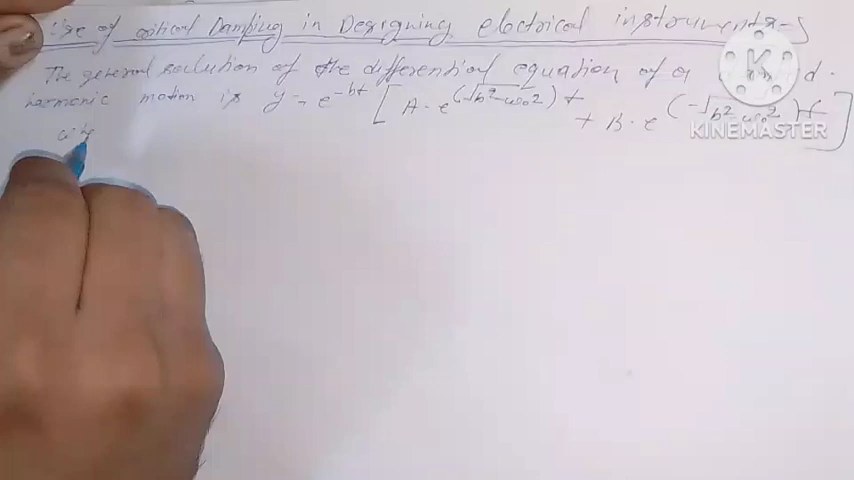 Use of critical Damping in Designing electrical instruments :-
The general solution of the differential equation of a d.
harmonic motion is y = e^{-bt} [ A. e^{(√b²-ω₀²) t} + B. e^{(-√b²-ω₀²) t} ]
KINEMASTER